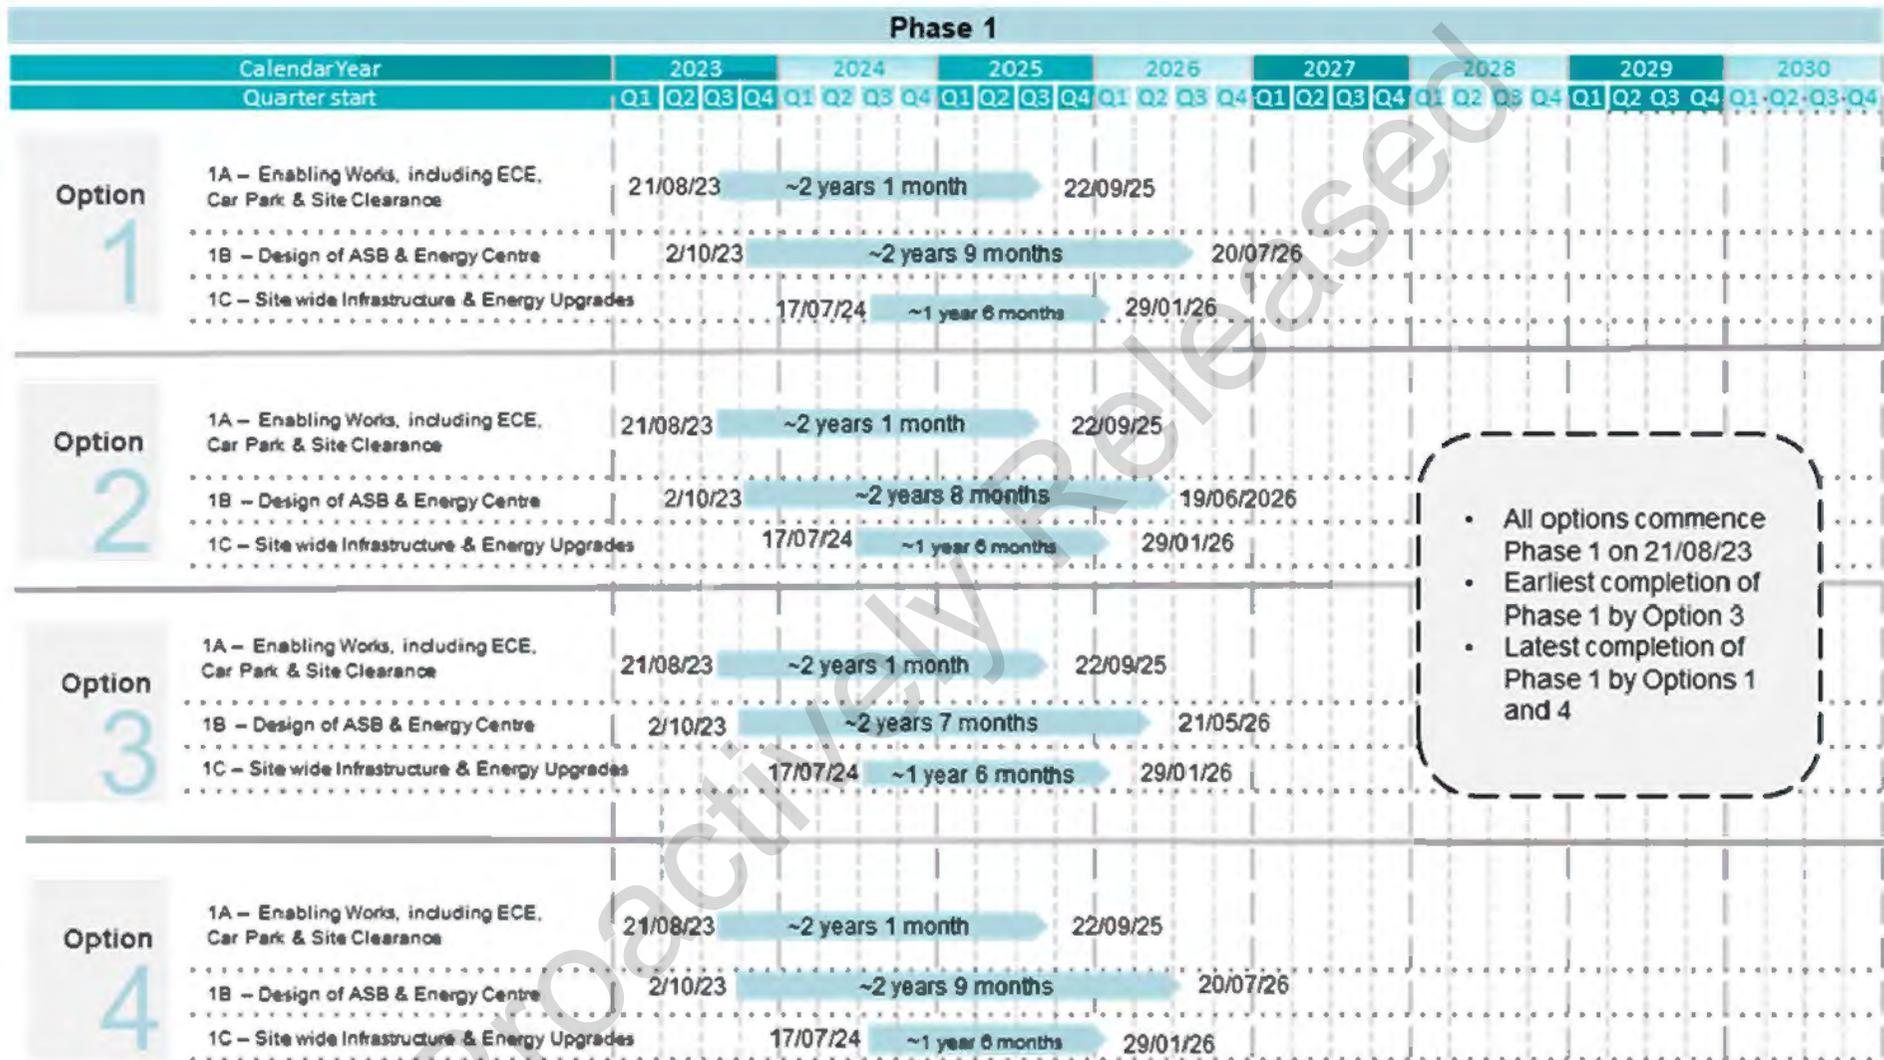 Phase 1
Calendar Year 2023 2024 2025 2026 2027 2028 2029 2030
Quarter start Q1 Q2 Q3 Q4 Q1 Q2 Q3 Q4 Q1 Q2 Q3 Q4 Q1 Q2 Q3 Q4 Q1 Q2 Q3 Q4 Q1 Q2 Q3 Q4 Q1 Q2 Q3 Q4 Q1 Q2 Q3 Q4
Option
1
1A – Enabling Works, including ECE,
Car Park & Site Clearance
21/08/23 ~2 years 1 month 22/09/25
1B – Design of ASB & Energy Centre 2/10/23 ~2 years 9 months 20/07/26
1C – Site wide Infrastructure & Energy Upgrades 17/07/24 ~1 year 6 months 29/01/26
Option
2
1A – Enabling Works, including ECE,
Car Park & Site Clearance
21/08/23 ~2 years 1 month 22/09/25
1B – Design of ASB & Energy Centre 2/10/23 ~2 years 8 months 19/06/2026
1C – Site wide Infrastructure & Energy Upgrades 17/07/24 ~1 year 6 months 29/01/26
• All options commence
Phase 1 on 21/08/23
• Earliest completion of
Phase 1 by Option 3
• Latest completion of
Phase 1 by Options 1
and 4
Option
3
1A – Enabling Works, including ECE,
Car Park & Site Clearance
21/08/23 ~2 years 1 month 22/09/25
1B – Design of ASB & Energy Centre 2/10/23 ~2 years 7 months 21/05/26
1C – Site wide Infrastructure & Energy Upgrades 17/07/24 ~1 year 6 months 29/01/26
Option
4
1A – Enabling Works, including ECE,
Car Park & Site Clearance
21/08/23 ~2 years 1 month 22/09/25
1B – Design of ASB & Energy Centre 2/10/23 ~2 years 9 months 20/07/26
1C – Site wide Infrastructure & Energy Upgrades 17/07/24 ~1 year 6 months 29/01/26
roactively Released